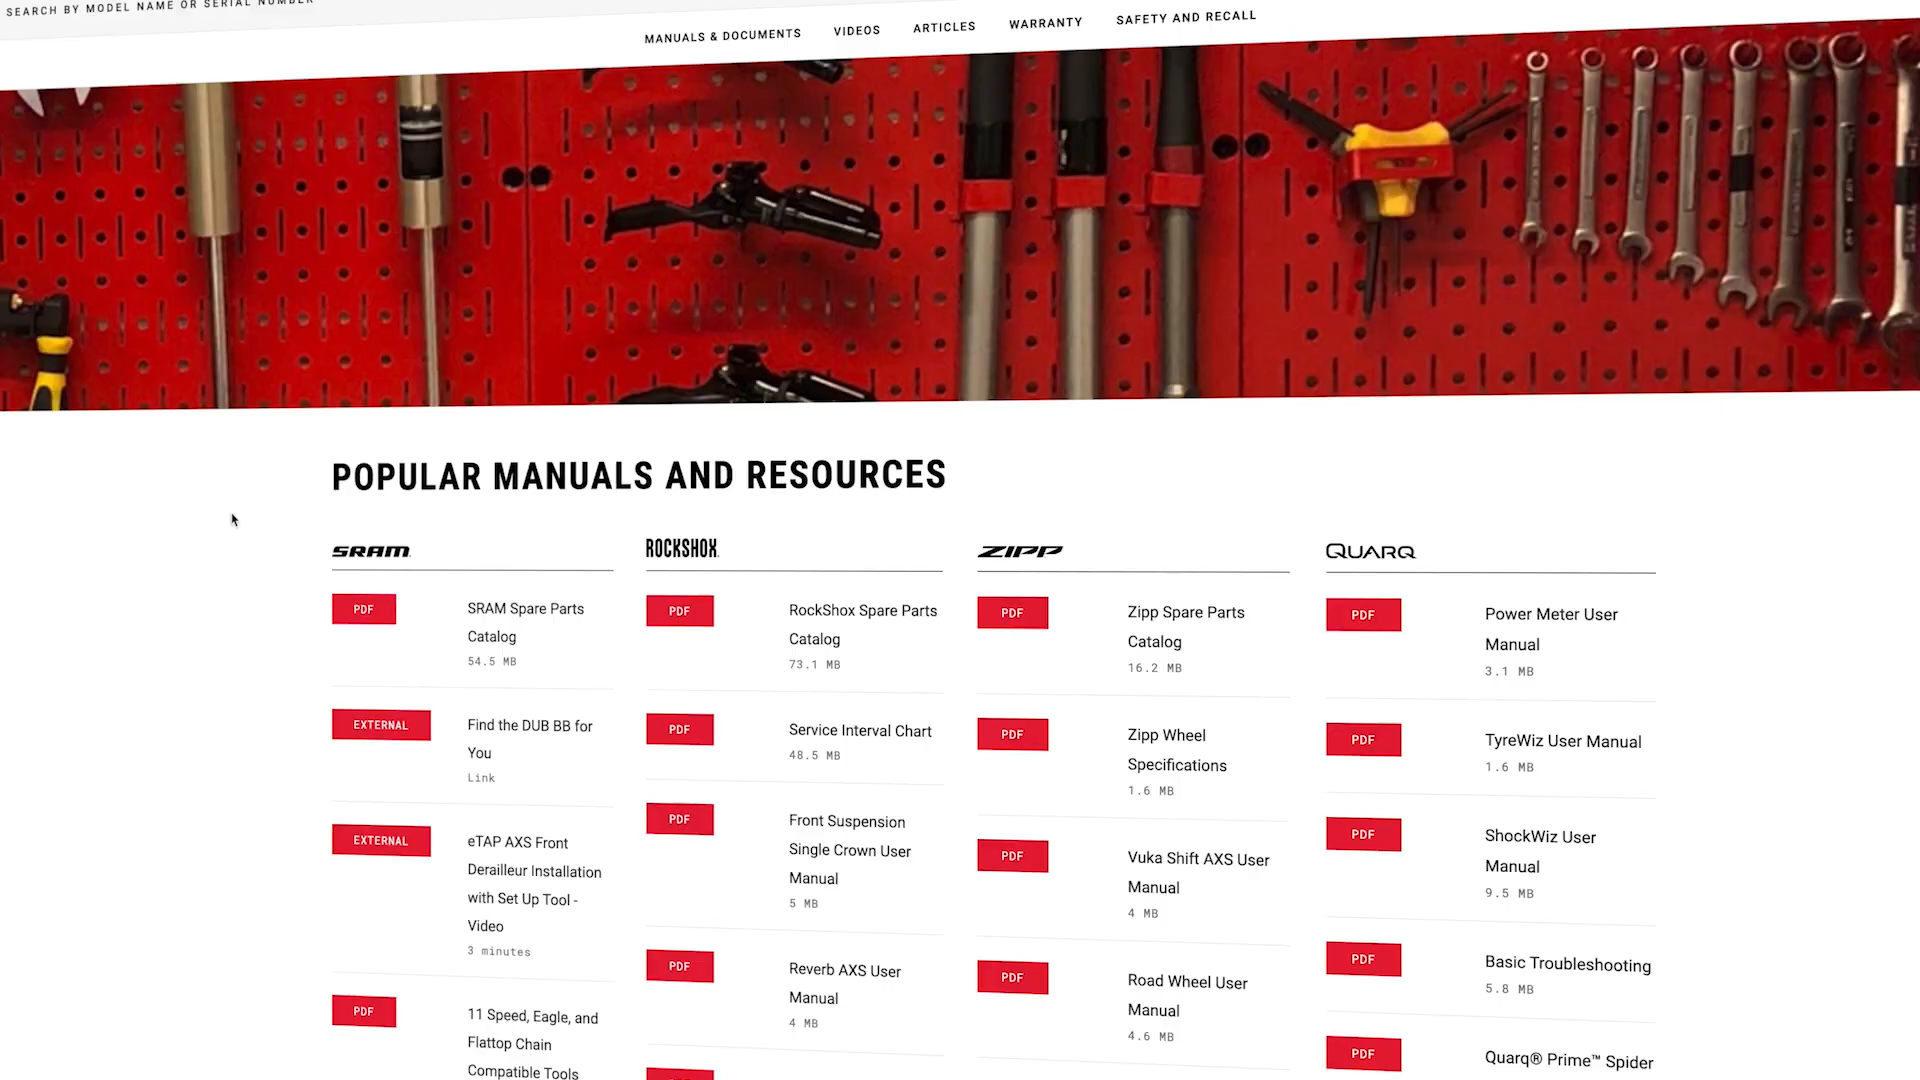 SEARCH BY MODEL NAME OR SERIAL NUMBER
MANUALS & DOCUMENTS
VIDEOS
ARTICLES
WARRANTY
SAFETY AND RECALL
POPULAR MANUALS AND RESOURCES
SRAM
PDF
SRAM Spare Parts
Catalog
54.5 MB
EXTERNAL
Find the DUB BB for
You
Link
EXTERNAL
eTAP AXS Front
Derailleur Installation
with Set Up Tool -
Video
3 minutes
PDF
11 Speed, Eagle, and
Flattop Chain
Compatible Tools
ROCKSHOX
PDF
RockShox Spare Parts
Catalog
73.1 MB
PDF
Service Interval Chart
48.5 MB
PDF
Front Suspension
Single Crown User
Manual
5 MB
PDF
Reverb AXS User
Manual
4 MB
ZIPP
PDF
Zipp Spare Parts
Catalog
16.2 MB
PDF
Zipp Wheel
Specifications
1.6 MB
PDF
Vuka Shift AXS User
Manual
4 MB
PDF
Road Wheel User
Manual
4.6 MB
QUARQ
PDF
Power Meter User
Manual
3.1 MB
PDF
TyreWiz User Manual
1.6 MB
PDF
ShockWiz User
Manual
9.5 MB
PDF
Basic Troubleshooting
5.8 MB
PDF
Quarq® Prime™ Spider